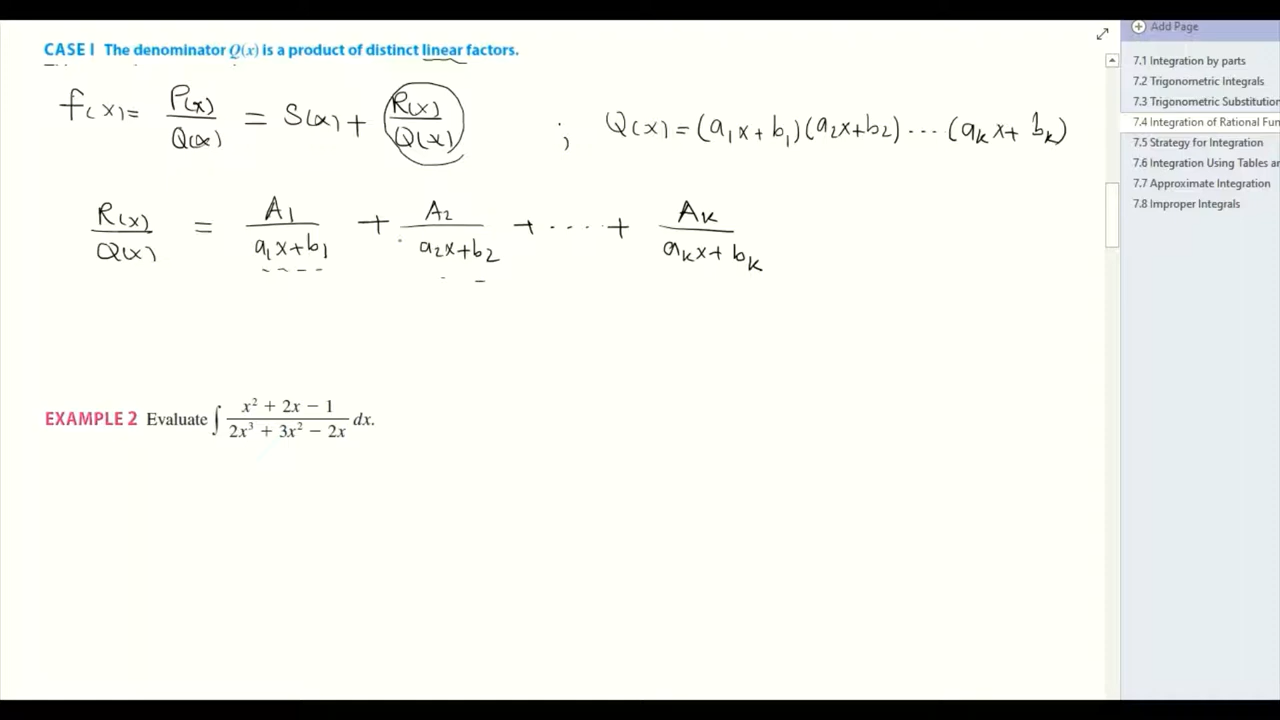 CASE I The denominator Q(x) is a product of distinct linear factors.
f(x) = P(x)/Q(x) = S(x) + R(x)/Q(x) ; Q(x) = (a₁x + b₁)(a₂x + b₂) ... (aₖx + bₖ)
R(x)/Q(x) = A₁/(a₁x + b₁) + A₂/(a₂x + b₂) + .... + Aₖ/(aₖx + bₖ)
EXAMPLE 2 Evaluate ∫ (x² + 2x − 1)/(2x³ + 3x² − 2x) dx.
Add Page
7.1 Integration by parts
7.2 Trigonometric Integrals
7.3 Trigonometric Substitution
7.4 Integration of Rational Fun
7.5 Strategy for Integration
7.6 Integration Using Tables a
7.7 Approximate Integration
7.8 Improper Integrals